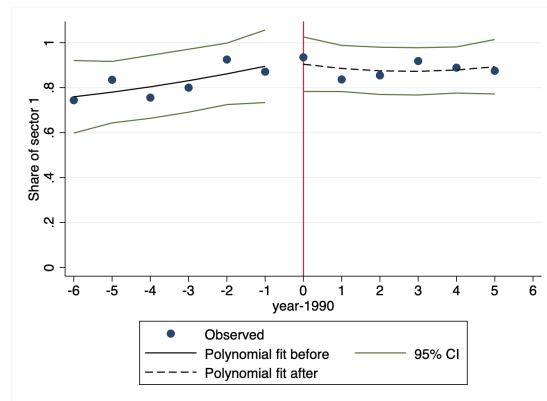 1
.8
.6
.4
.2
0
Share of sector 1
-6 -5 -4 -3 -2 -1 0 1 2 3 4 5 6
year-1990
Observed
Polynomial fit before 95% CI
Polynomial fit after